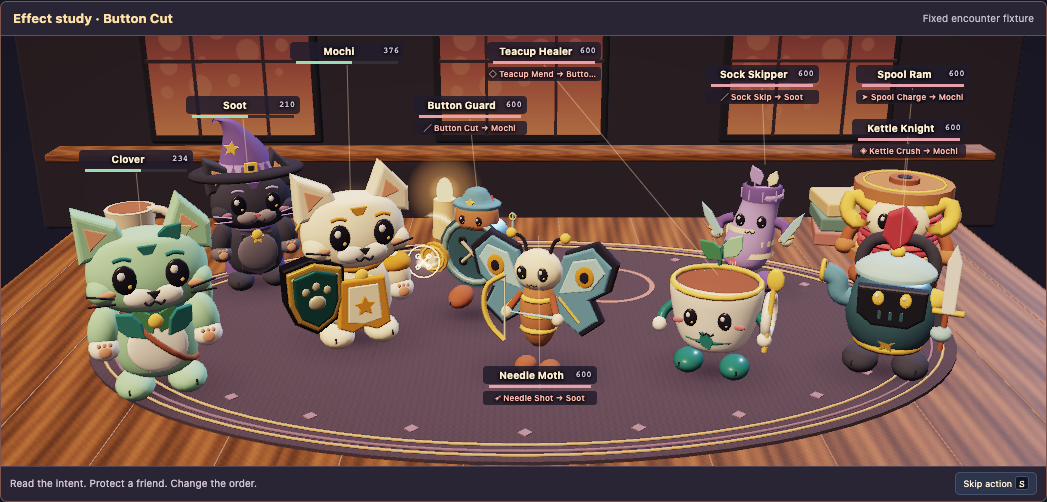 Effect study · Button Cut
Fixed encounter fixture
Mochi 376
Teacup Healer 600
◇ Teacup Mend → Butto...
Sock Skipper 600
⟋ Sock Skip → Soot
Spool Ram 600
➤ Spool Charge → Mochi
Soot 210
Button Guard 600
⟋ Button Cut → Mochi
Kettle Knight 600
◈ Kettle Crush → Mochi
Clover 234
Needle Moth 600
➶ Needle Shot → Soot
Read the intent. Protect a friend. Change the order.
Skip action S